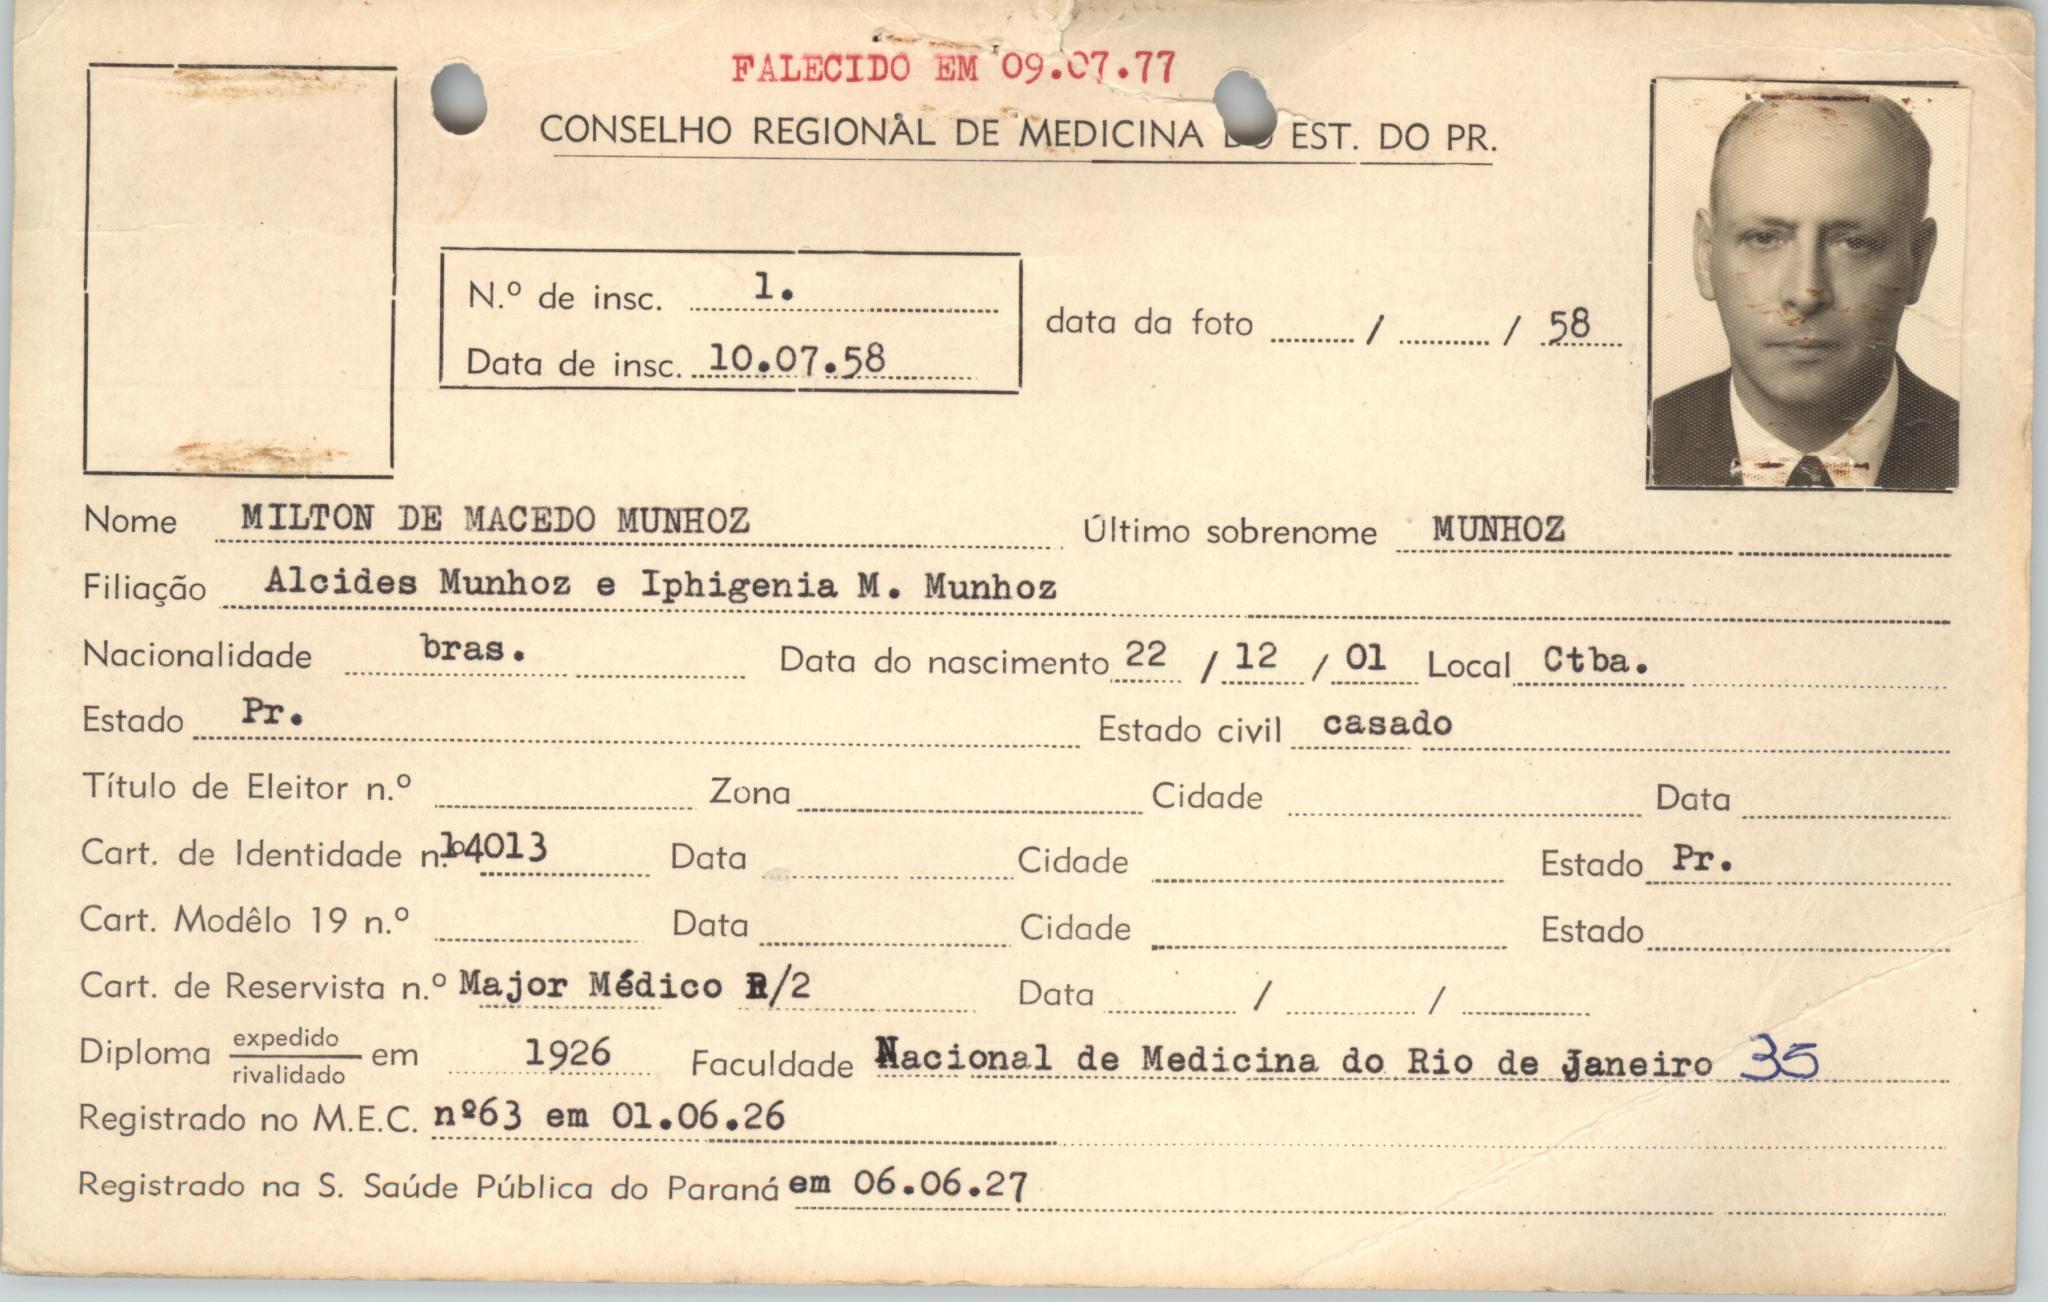 FALECIDO EM 09.07.77
CONSELHO REGIONAL DE MEDICINA DO EST. DO PR.
N.º de insc. 1.
Data de insc. 10.07.58
data da foto / / 58
Nome MILTON DE MACEDO MUNHOZ Último sobrenome MUNHOZ
Filiação Alcides Munhoz e Iphigenia M. Munhoz
Nacionalidade bras. Data do nascimento 22 / 12 / 01 Local Ctba.
Estado Pr. Estado civil casado
Título de Eleitor n.º Zona Cidade Data
Cart. de Identidade n.º 14013 Data Cidade Estado Pr.
Cart. Modêlo 19 n.º Data Cidade Estado
Cart. de Reservista n.º Major Médico R/2 Data / /
Diploma expedido/rivalidado em 1926 Faculdade Nacional de Medicina do Rio de Janeiro 35
Registrado no M.E.C. nº63 em 01.06.26
Registrado na S. Saúde Pública do Paraná em 06.06.27